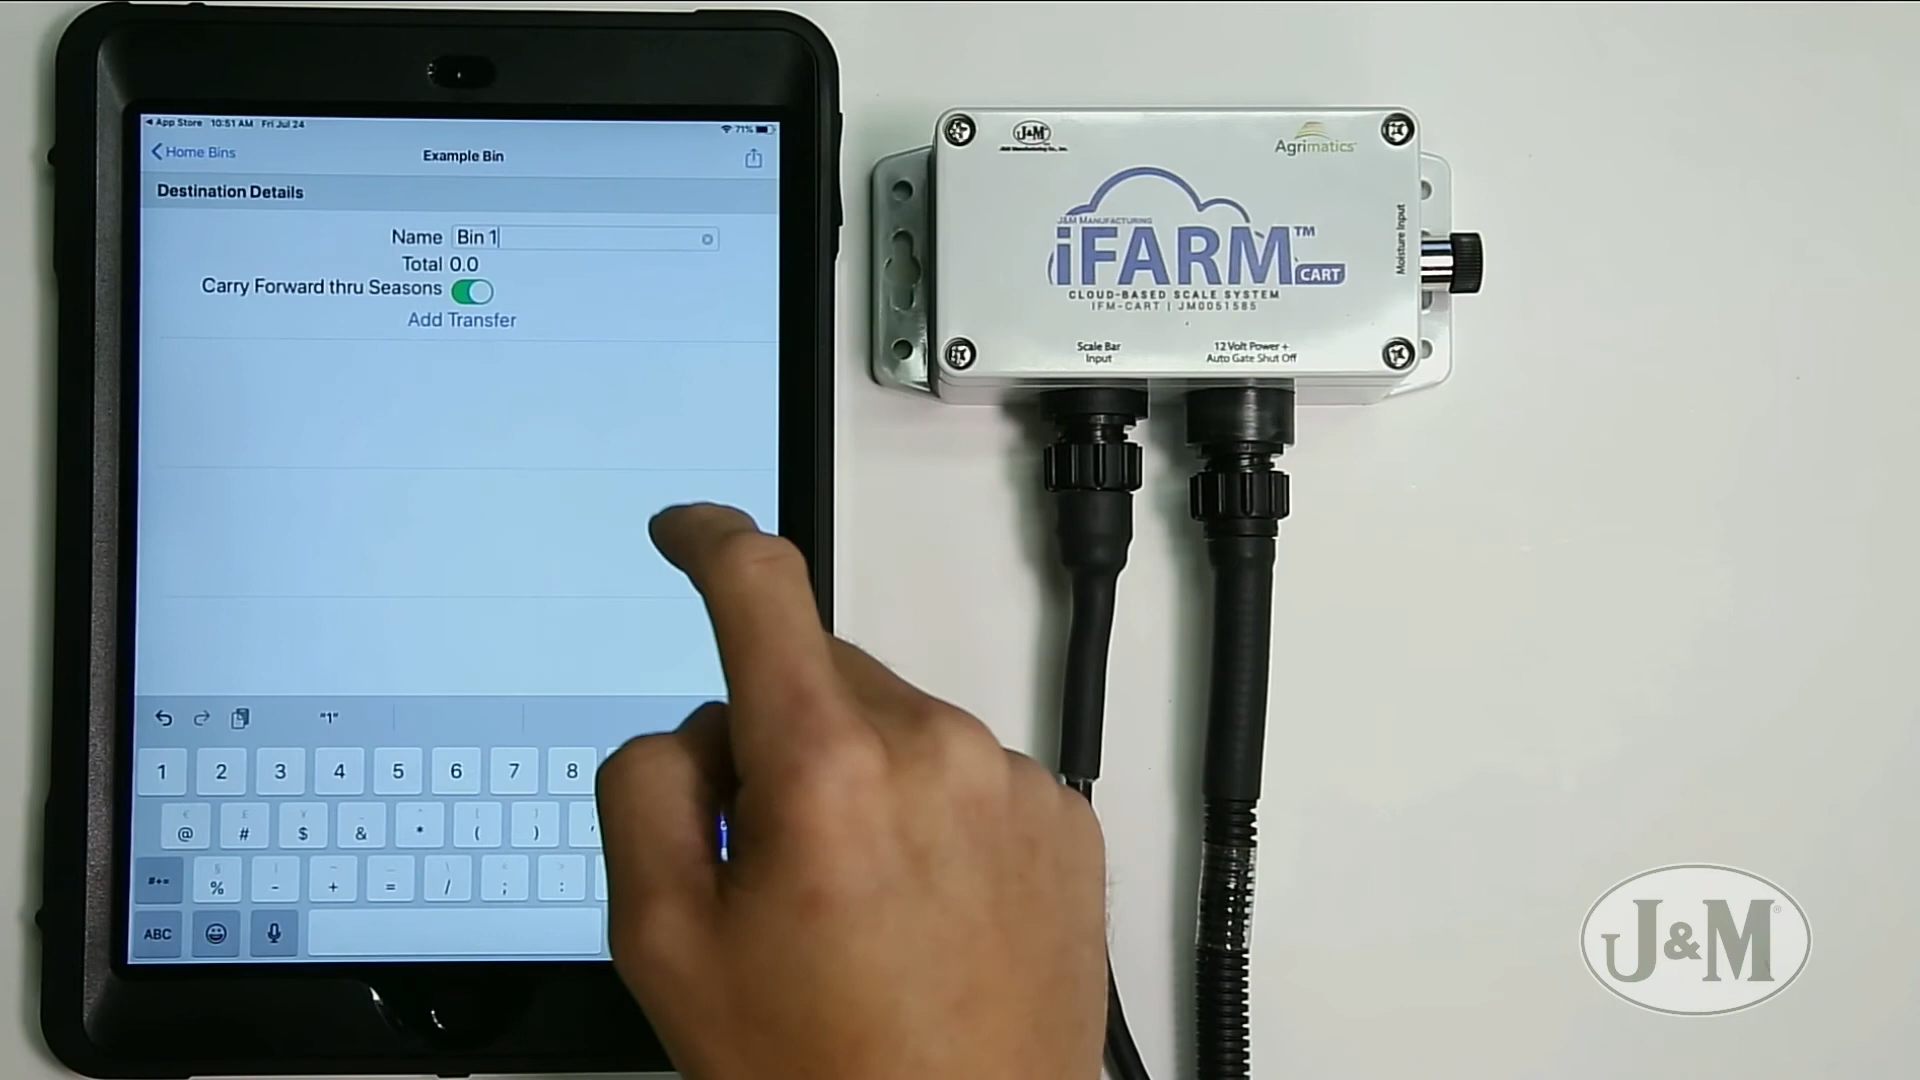 App Store 10:51 AM Fri Jul 24
71%
Home Bins
Example Bin
Destination Details
Name Bin 1
Total 0.0
Carry Forward thru Seasons
Add Transfer
"1"
1 2 3 4 5 6 7 8
@ # $ & * ( ) '
#+= % - + = / ; :
ABC
J&M
J&M Manufacturing Co., Inc.
Agrimatics
J&M MANUFACTURING
iFARM™
CART
CLOUD-BASED SCALE SYSTEM
IFM-CART | JM0051585
Moisture Input
Scale Bar
Input
12 Volt Power +
Auto Gate Shut Off
J&M®